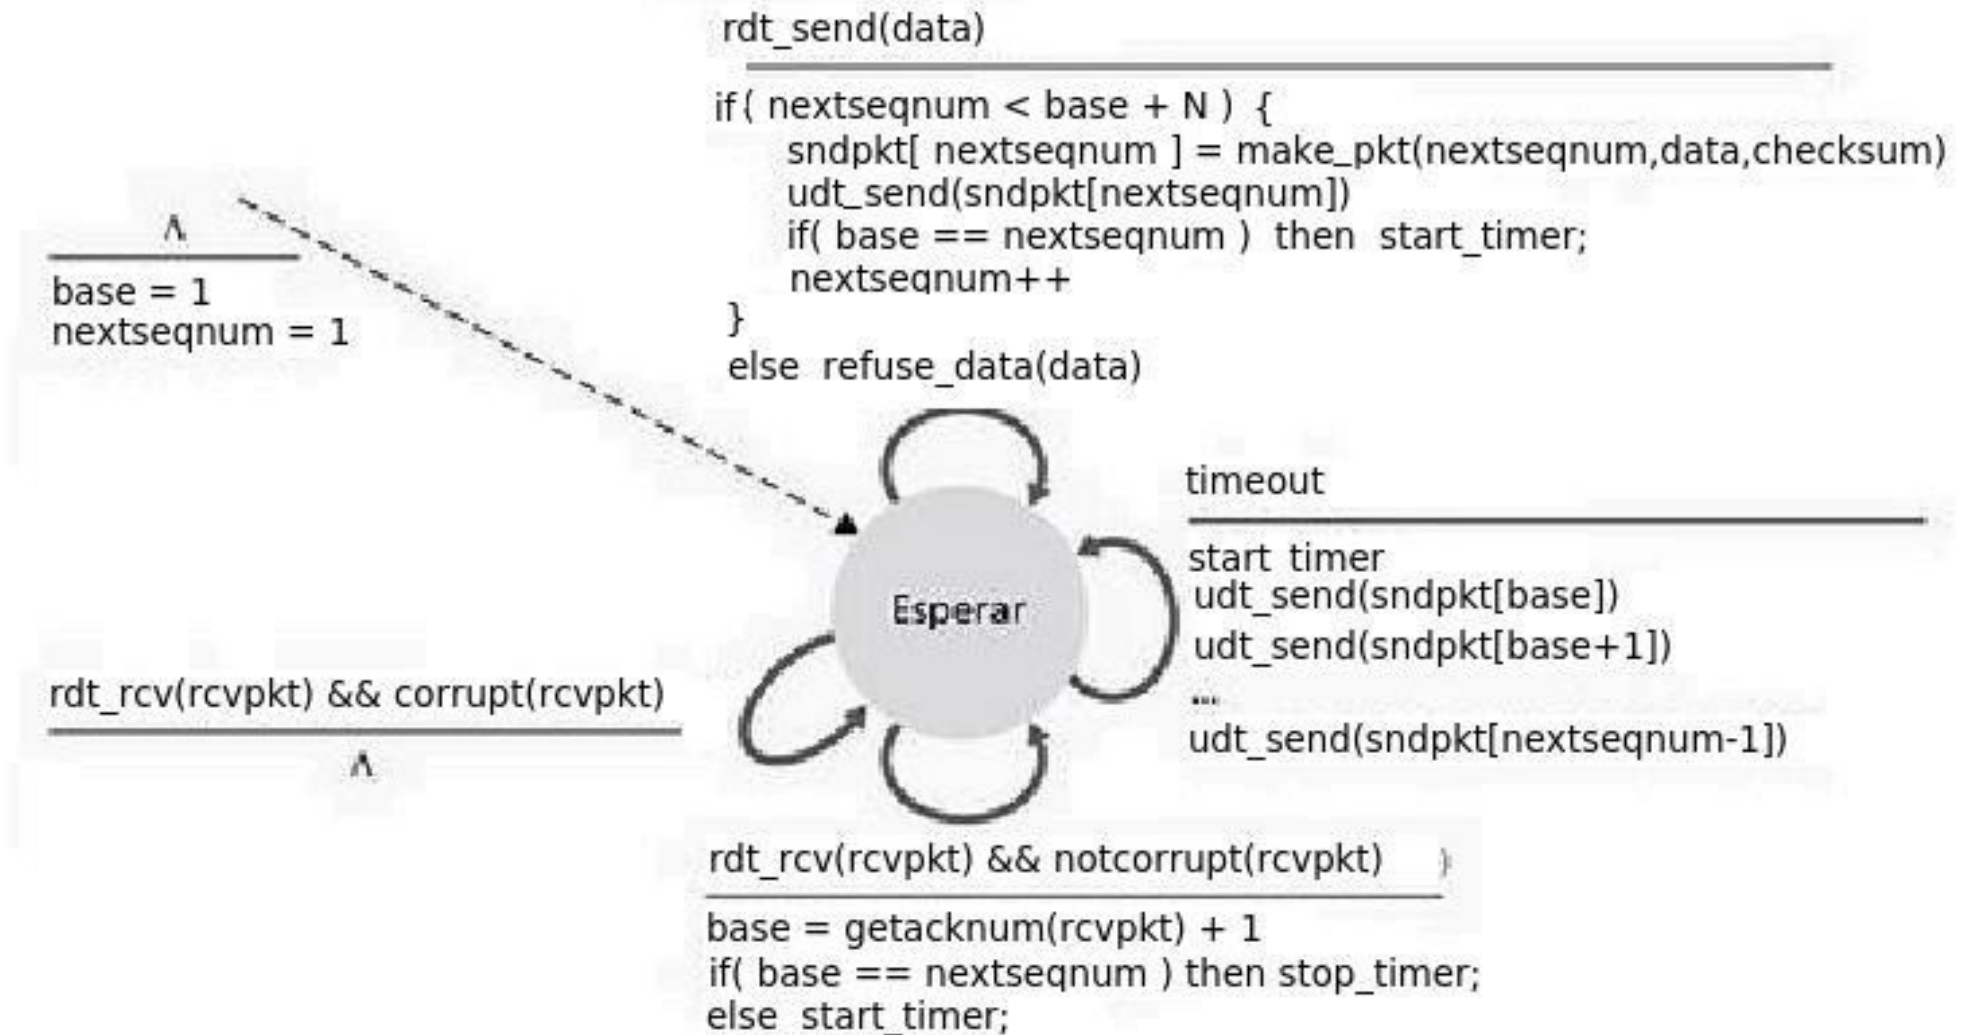 rdt_send(data)
if ( nextseqnum < base + N ) {
sndpkt[ nextseqnum ] = make_pkt(nextseqnum,data,checksum)
udt_send(sndpkt[nextseqnum])
if( base == nextseqnum ) then start_timer;
nextseqnum++
}
else refuse_data(data)
Λ
base = 1
nextseqnum = 1
timeout
start timer
udt_send(sndpkt[base])
udt_send(sndpkt[base+1])
...
udt_send(sndpkt[nextseqnum-1])
Esperar
rdt_rcv(rcvpkt) && corrupt(rcvpkt)
Λ
rdt_rcv(rcvpkt) && notcorrupt(rcvpkt) )
base = getacknum(rcvpkt) + 1
if( base == nextseqnum ) then stop_timer;
else start_timer;